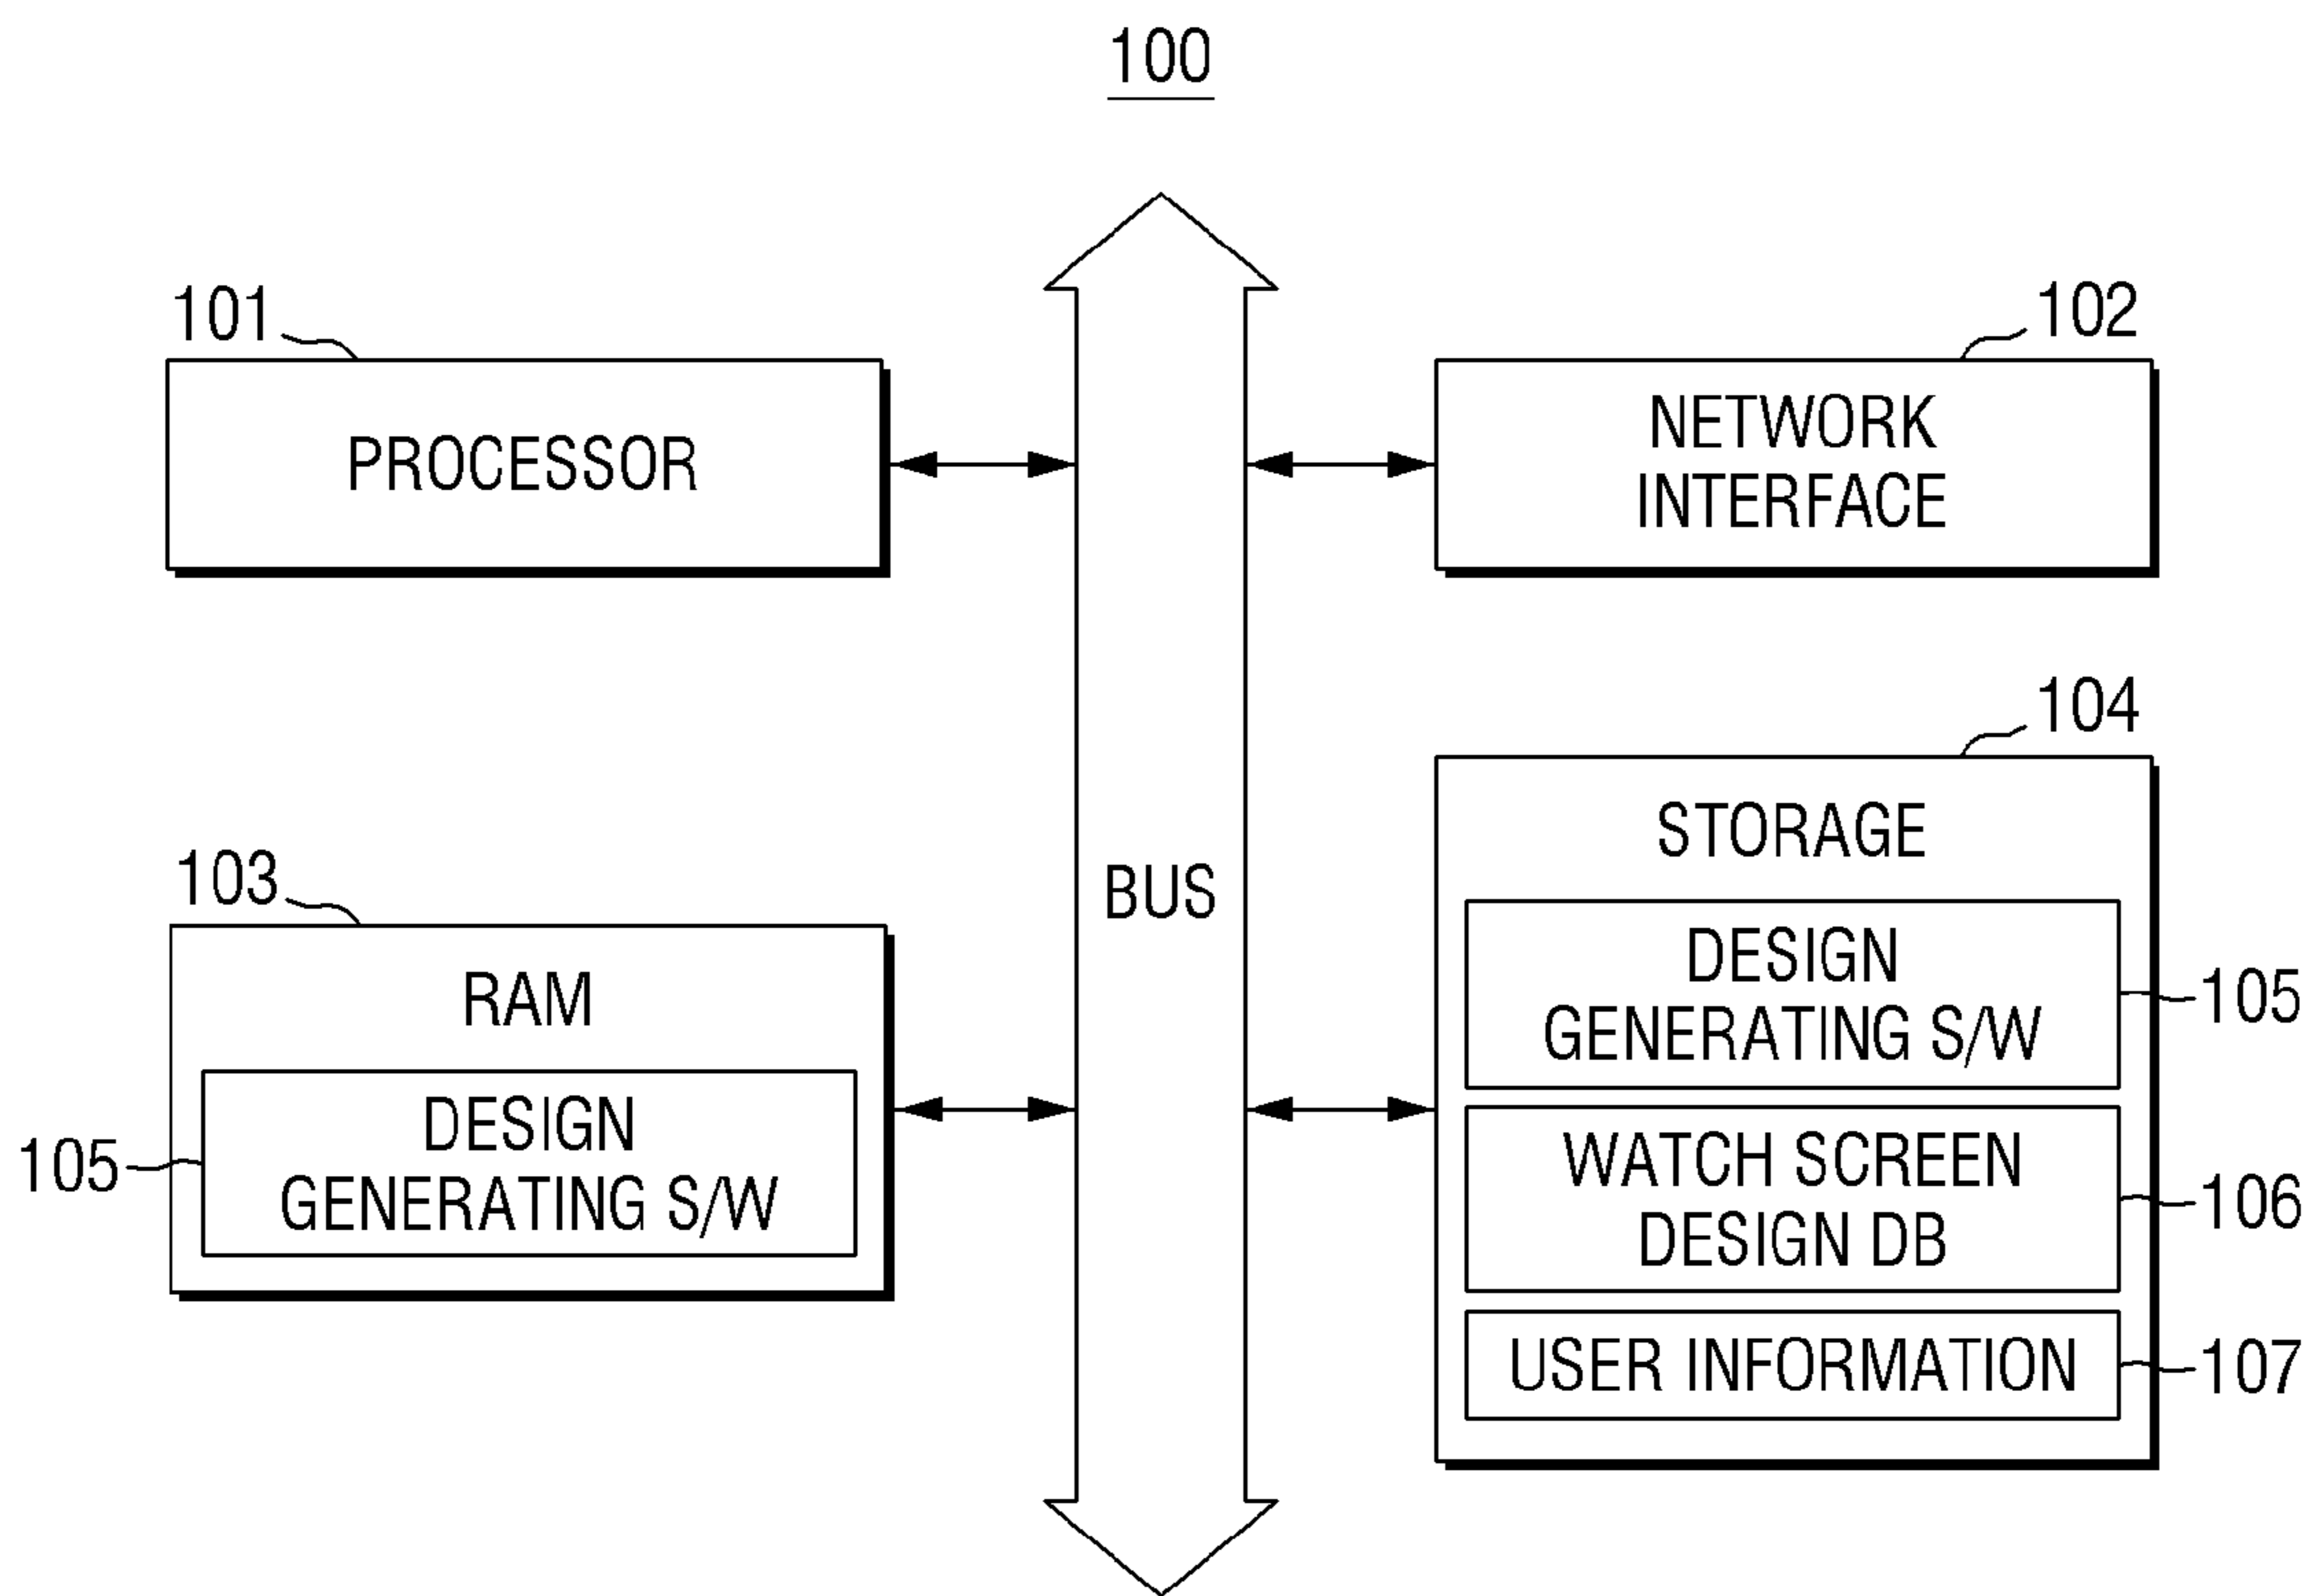 100
101
PROCESSOR
102
NETWORK
INTERFACE
103
RAM
105
DESIGN
GENERATING S/W
BUS
104
STORAGE
DESIGN
GENERATING S/W
105
WATCH SCREEN
DESIGN DB
106
USER INFORMATION
107